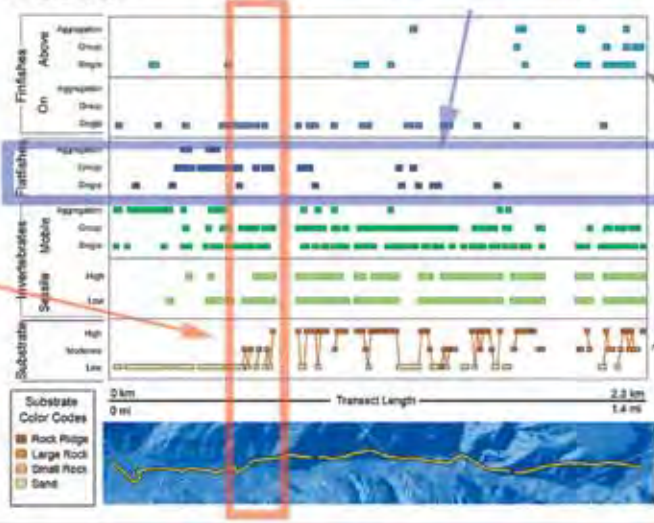 Finfishes
Above
Aggregation
Group
Single
On
Aggregation
Group
Single
Flatfishes
Aggregation
Group
Single
Invertebrates
Mobile
Aggregation
Group
Single
Sessile
High
Low
Substrate
High
Moderate
Low
0 km
Transect Length
2.3 km
0 mi
1.4 mi
Substrate
Color Codes
Rock Ridge
Large Rock
Small Rock
Sand